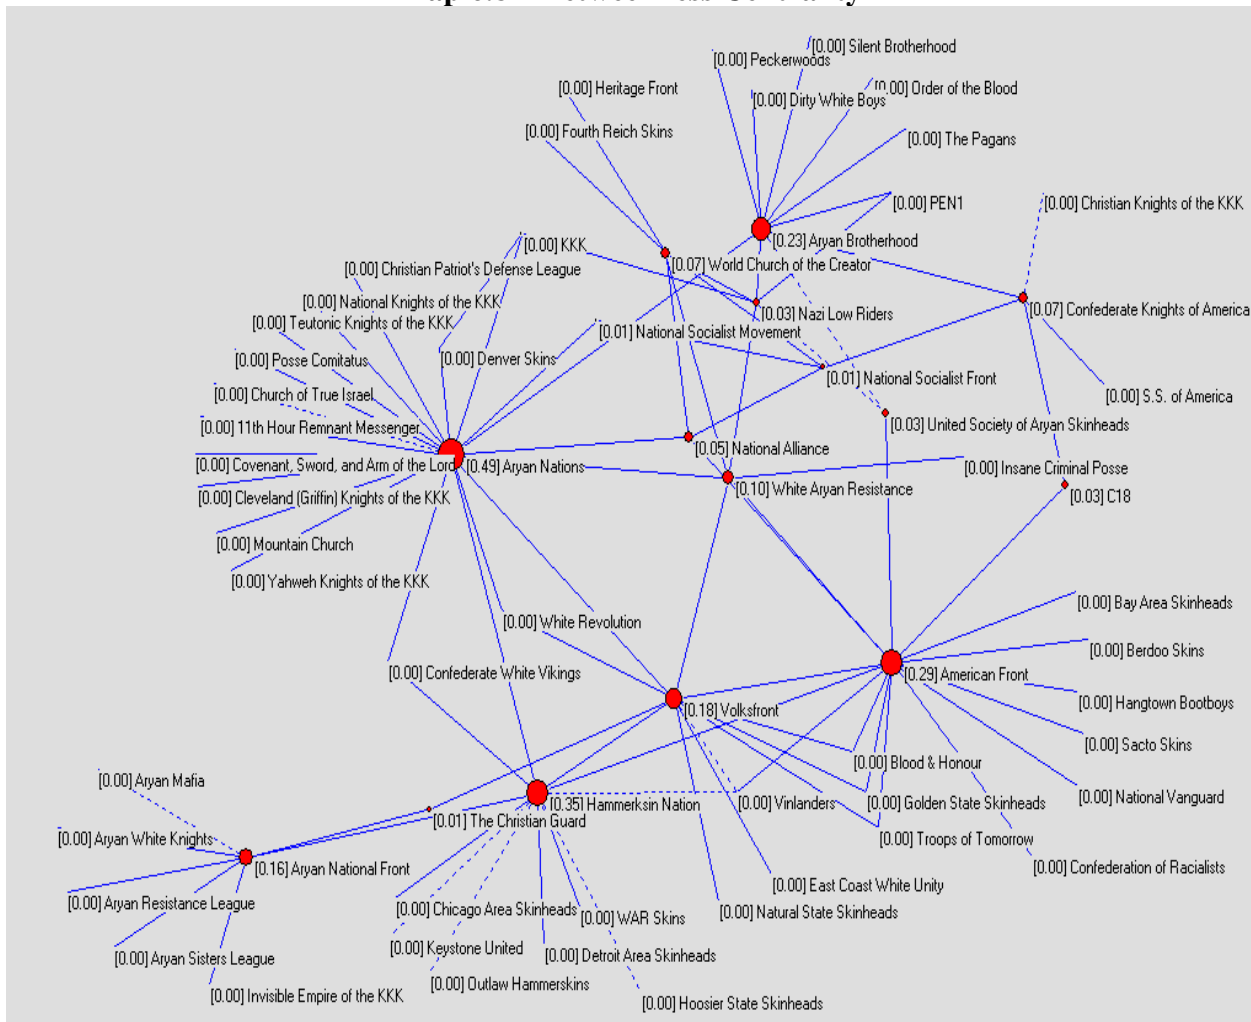 [0.00] Silent Brotherhood
[0.00] Peckerwoods
[0.00] Heritage Front
[0.00] Order of the Blood
[0.00] Dirty White Boys
[0.00] Fourth Reich Skins
[0.00] The Pagans
[0.00] PEN1
[0.00] Christian Knights of the KKK
[0.00] KKK
[0.23] Aryan Brotherhood
[0.00] Christian Patriot's Defense League
[0.07] World Church of the Creator
[0.00] National Knights of the KKK
[0.07] Confederate Knights of America
[0.03] Nazi Low Riders
[0.00] Teutonic Knights of the KKK
[0.01] National Socialist Movement
[0.00] Posse Comitatus
[0.00] Denver Skins
[0.01] National Socialist Front
[0.00] Church of True Israel
[0.00] S.S. of America
[0.00] 11th Hour Remnant Messenger
[0.03] United Society of Aryan Skinheads
[0.05] National Alliance
[0.00] Covenant, Sword, and Arm of the Lord
[0.49] Aryan Nations
[0.00] Insane Criminal Posse
[0.10] White Aryan Resistance
[0.03] C18
[0.00] Cleveland (Griffin) Knights of the KKK
[0.00] Mountain Church
[0.00] Yahweh Knights of the KKK
[0.00] Bay Area Skinheads
[0.00] White Revolution
[0.00] Berdoo Skins
[0.00] Confederate White Vikings
[0.29] American Front
[0.00] Hangtown Bootboys
[0.18] Volksfront
[0.00] Sacto Skins
[0.00] Blood & Honour
[0.00] Aryan Mafia
[0.00] National Vanguard
[0.35] Hammerksin Nation
[0.00] Vinlanders
[0.00] Golden State Skinheads
[0.01] The Christian Guard
[0.00] Aryan White Knights
[0.00] Troops of Tomorrow
[0.16] Aryan National Front
[0.00] Confederation of Racialists
[0.00] East Coast White Unity
[0.00] Aryan Resistance League
[0.00] Chicago Area Skinheads
[0.00] Natural State Skinheads
[0.00] WAR Skins
[0.00] Keystone United
[0.00] Detroit Area Skinheads
[0.00] Aryan Sisters League
[0.00] Outlaw Hammerskins
[0.00] Invisible Empire of the KKK
[0.00] Hoosier State Skinheads